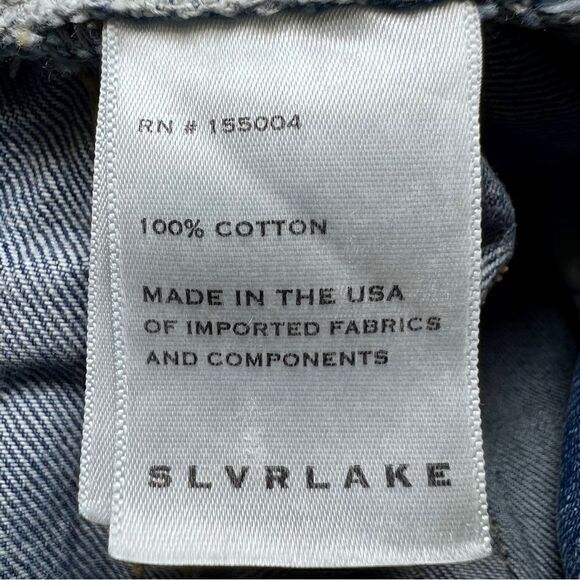 RN # 155004
100% COTTON
MADE IN THE USA
OF IMPORTED FABRICS
AND COMPONENTS
SLVRLAKE